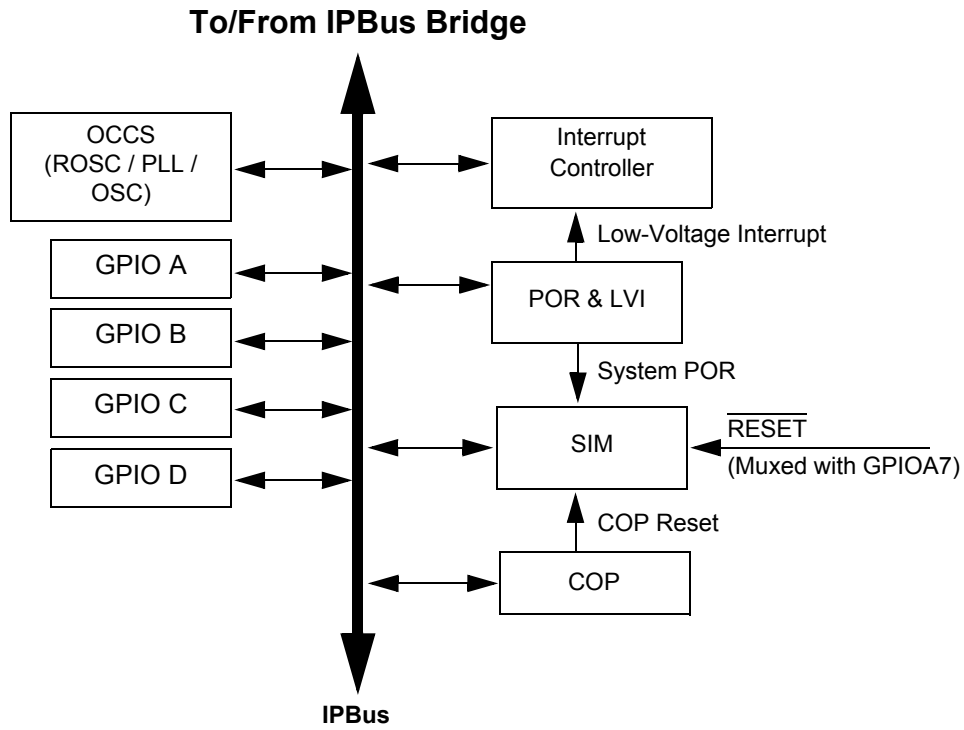 To/From IPBus Bridge
OCCS
(ROSC / PLL /
OSC)
GPIO A
GPIO B
GPIO C
GPIO D
Interrupt
Controller
Low-Voltage Interrupt
POR & LVI
System POR
SIM
RESET
(Muxed with GPIOA7)
COP Reset
COP
IPBus